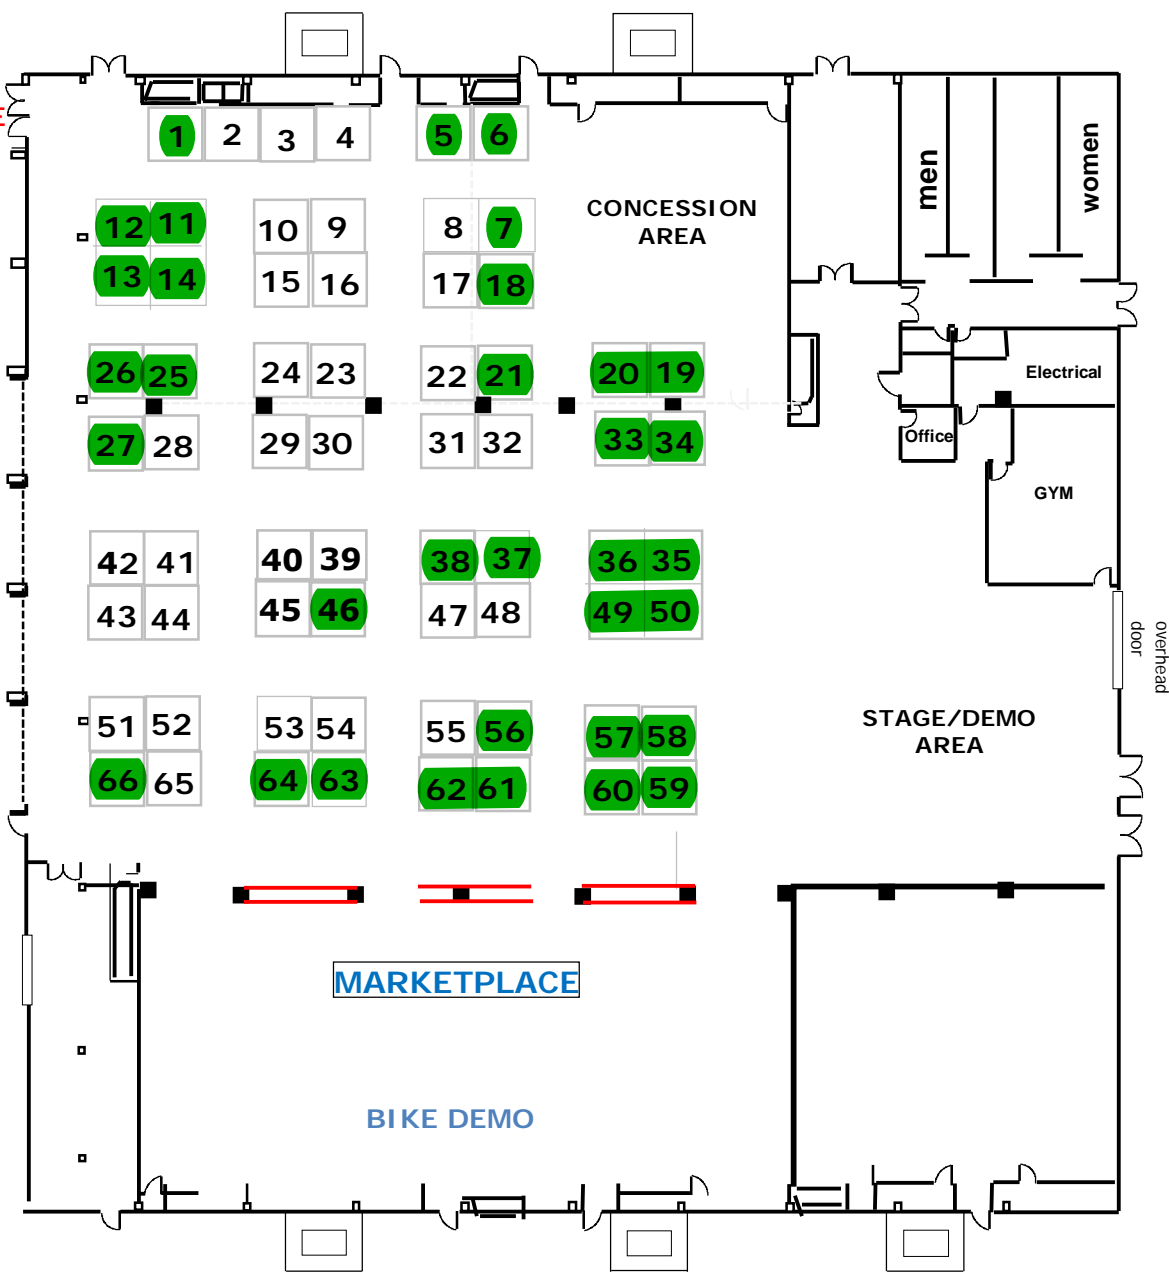 E
1 2 3 4 5 6
men
women
CONCESSION
AREA
12 11 10 9 8 7
13 14 15 16 17 18
26 25 24 23 22 21 20 19
Electrical
27 28 29 30 31 32 33 34
Office
GYM
42 41 40 39 38 37 36 35
43 44 45 46 47 48 49 50
overhead
door
51 52 53 54 55 56 57 58
STAGE/DEMO
AREA
66 65 64 63 62 61 60 59
MARKETPLACE
BIKE DEMO